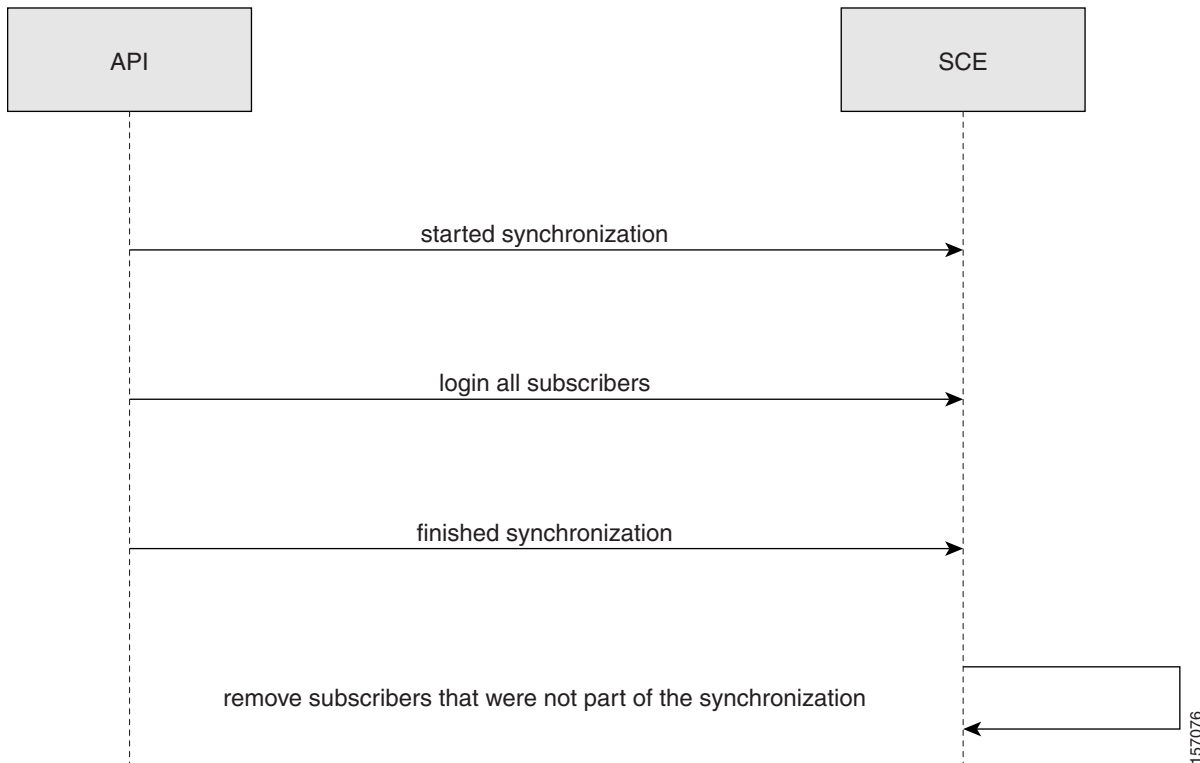 API
SCE
started synchronization
login all subscribers
finished synchronization
remove subscribers that were not part of the synchronization
157076